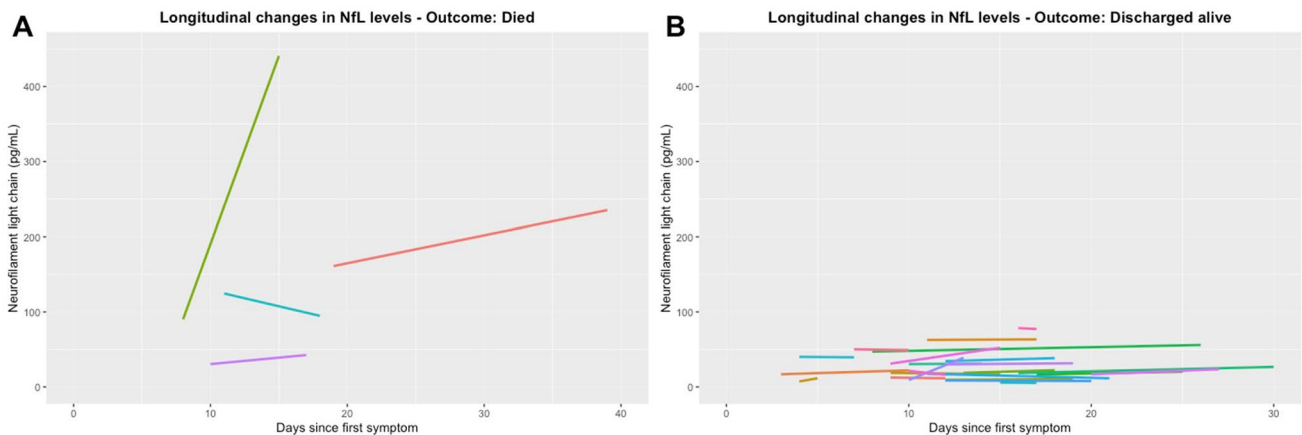 A
Longitudinal changes in NfL levels - Outcome: Died
Neurofilament light chain (pg/mL)
400
300
200
100
0
0 10 20 30 40
Days since first symptom
B
Longitudinal changes in NfL levels - Outcome: Discharged alive
Neurofilament light chain (pg/mL)
400
300
200
100
0
0 10 20 30
Days since first symptom